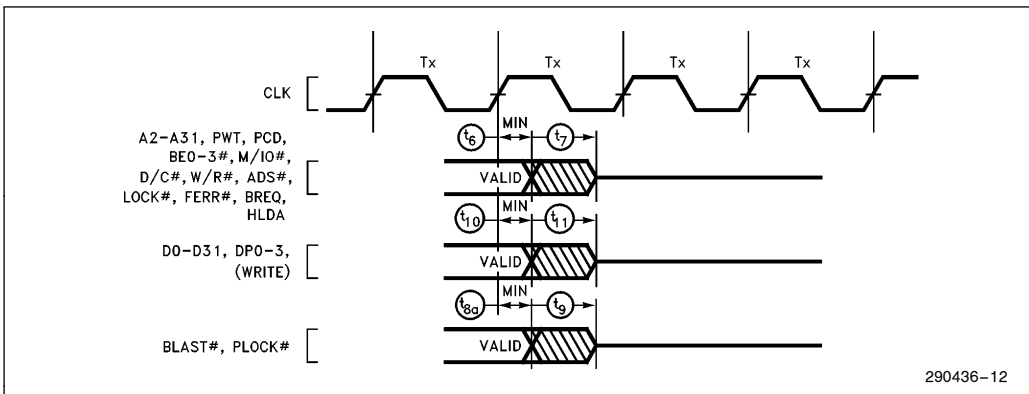 Tx Tx Tx Tx
CLK
MIN
t6 t7
A2-A31, PWT, PCD,
BE0-3#, M/IO#,
D/C#, W/R#, ADS#,
LOCK#, FERR#, BREQ,
HLDA
VALID
MIN
t10 t11
D0-D31, DP0-3,
(WRITE)
VALID
MIN
t8a t9
BLAST#, PLOCK#
VALID
290436-12